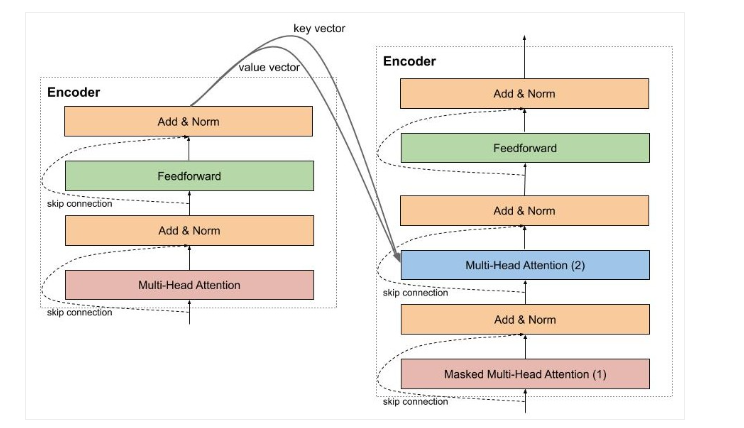 key vector
value vector
Encoder
Add & Norm
Feedforward
skip connection
Add & Norm
Multi-Head Attention
skip connection
Encoder
Add & Norm
Feedforward
Add & Norm
Multi-Head Attention (2)
skip connection
Add & Norm
Masked Multi-Head Attention (1)
skip connection